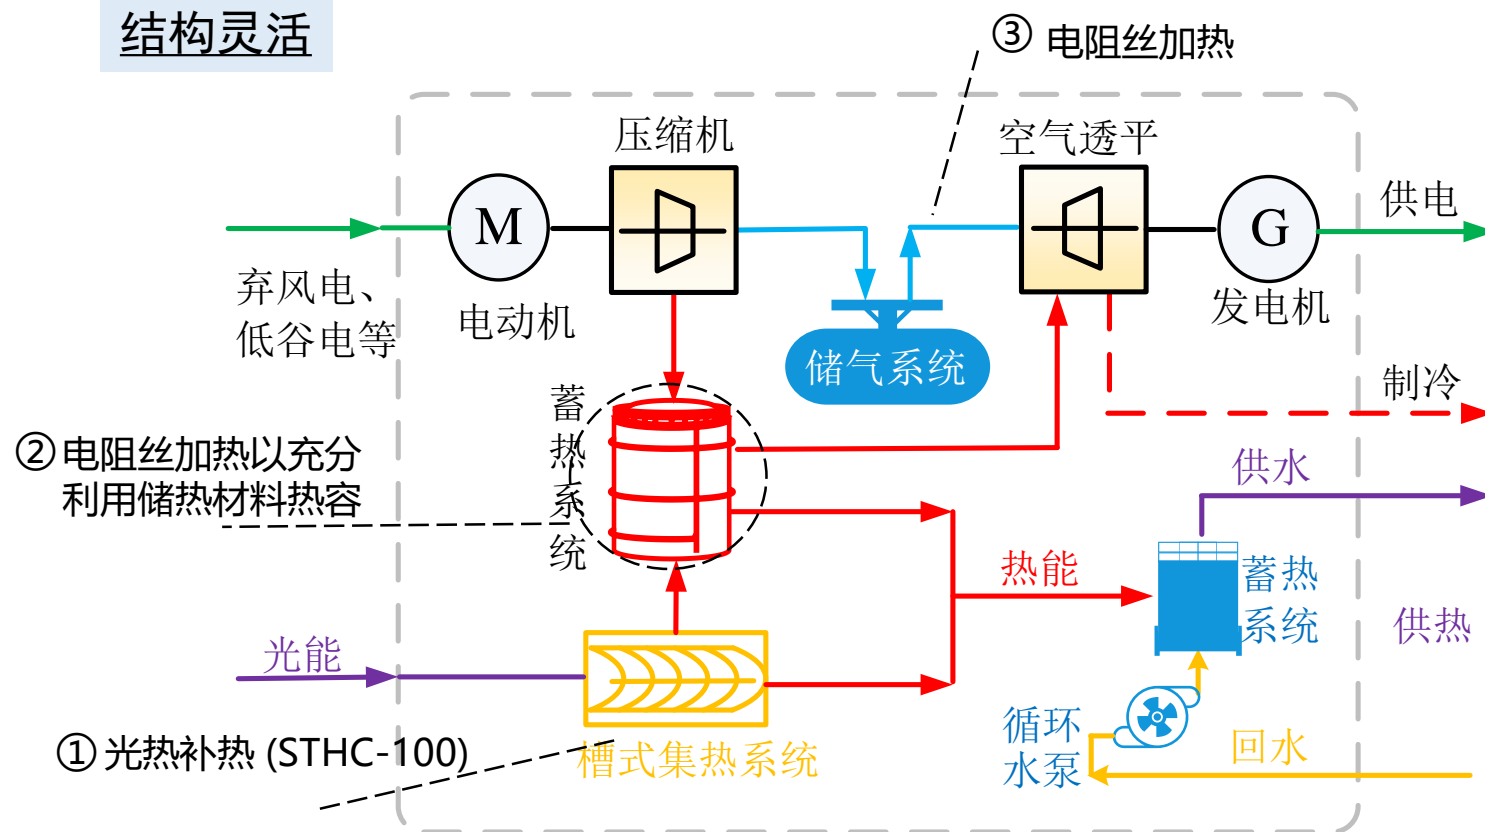 结构灵活
③ 电阻丝加热
压缩机
空气透平
M
G
供电
弃风电、
低谷电等
电动机
发电机
储气系统
制冷
蓄热系统
② 电阻丝加热以充分
利用储热材料热容
供水
热能
蓄热
系统
供热
光能
① 光热补热 (STHC-100)
槽式集热系统
循环
水泵
回水